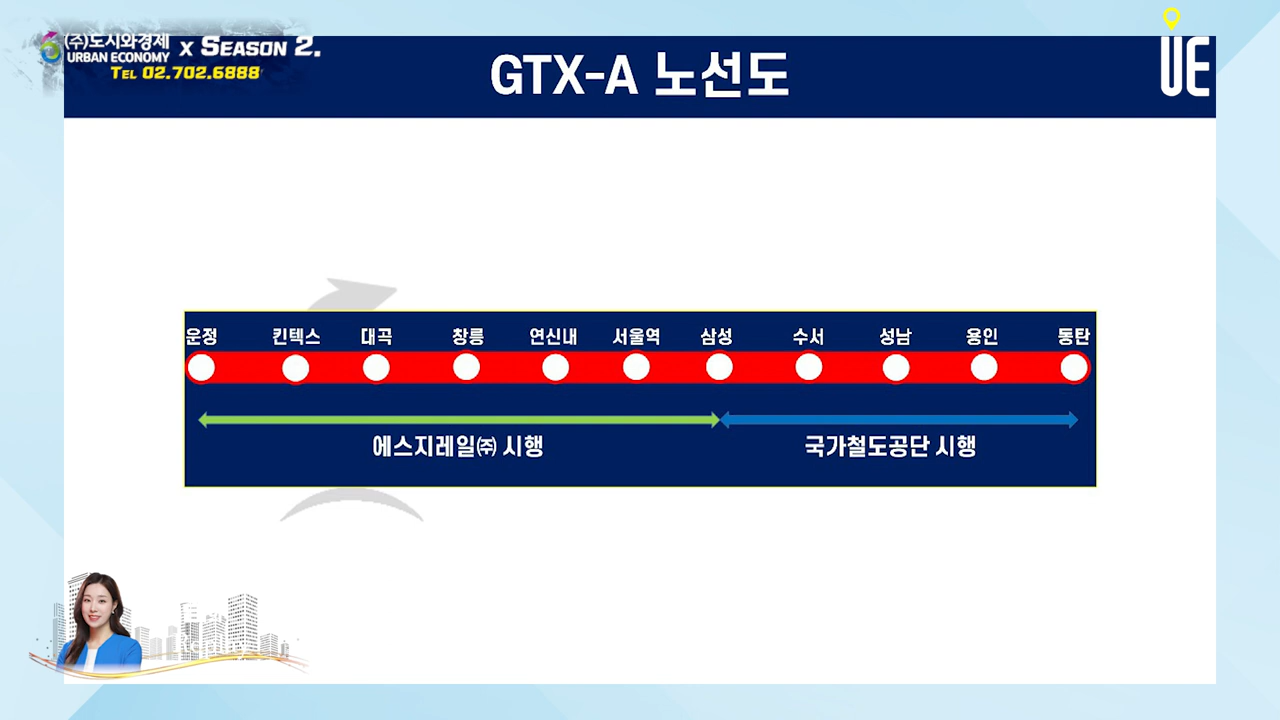 (주)도시와경제
URBAN ECONOMY
X SEASON 2.
TEL 02.702.6888
GTX-A 노선도
UE
운정 킨텍스 대곡 창릉 연신내 서울역 삼성 수서 성남 용인 동탄
에스지레일㈜ 시행 국가철도공단 시행